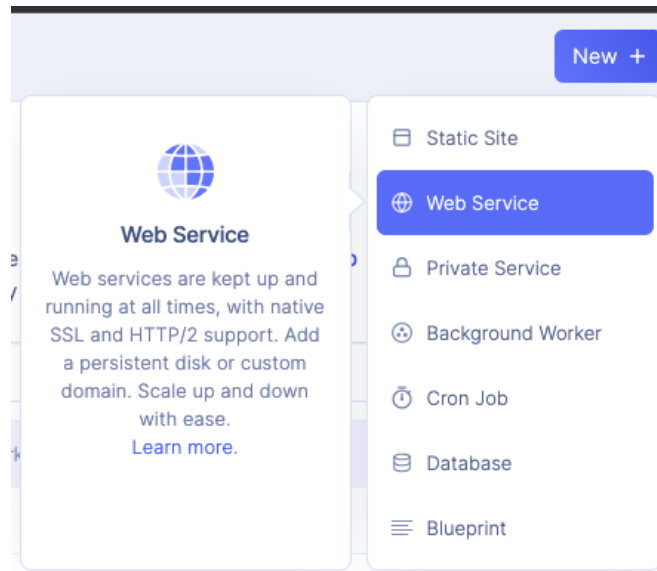 New +
Web Service
Web services are kept up and
running at all times, with native
SSL and HTTP/2 support. Add
a persistent disk or custom
domain. Scale up and down
with ease.
Learn more.
Static Site
Web Service
Private Service
Background Worker
Cron Job
Database
Blueprint